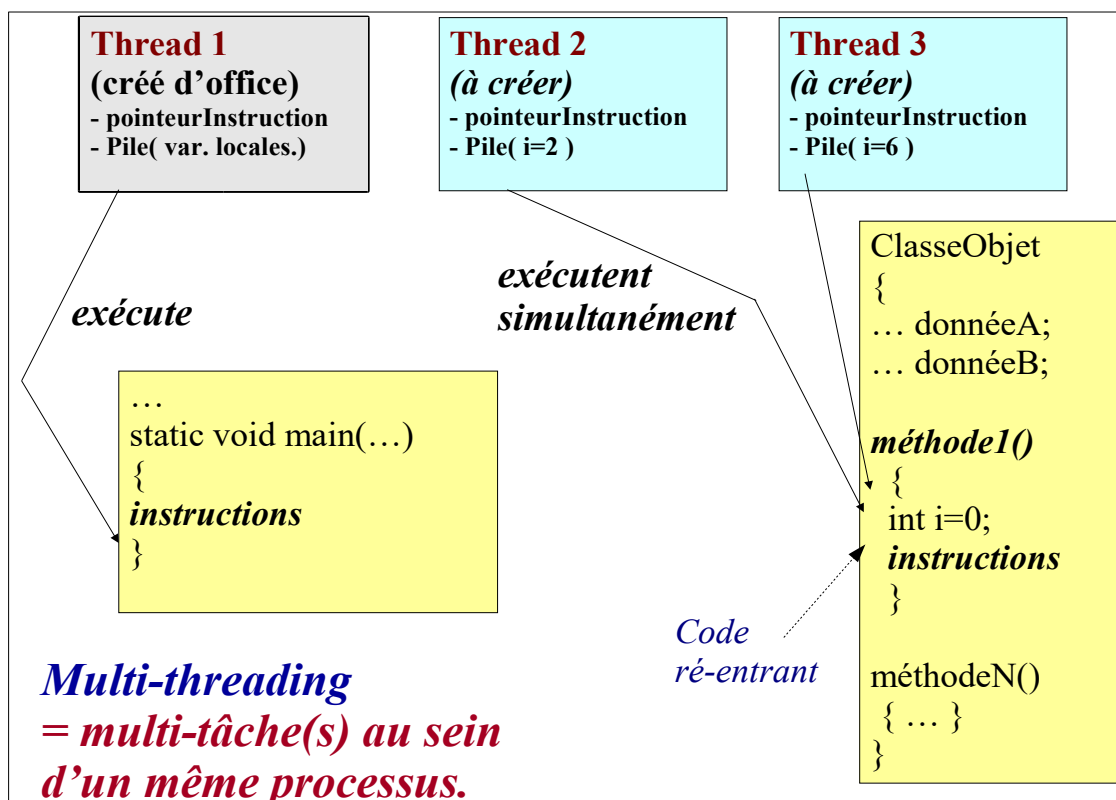 Thread 1
(créé d’office)
- pointeurInstruction
- Pile( var. locales.)
Thread 2
(à créer)
- pointeurInstruction
- Pile( i=2 )
Thread 3
(à créer)
- pointeurInstruction
- Pile( i=6 )
exécute
exécutent
simultanément
…
static void main(…)
{
instructions
}
ClasseObjet
{
… donnéeA;
… donnéeB;
méthode1()
{
int i=0;
instructions
}
méthodeN()
{ … }
}
Code
ré-entrant
Multi-threading
= multi-tâche(s) au sein
d’un même processus.